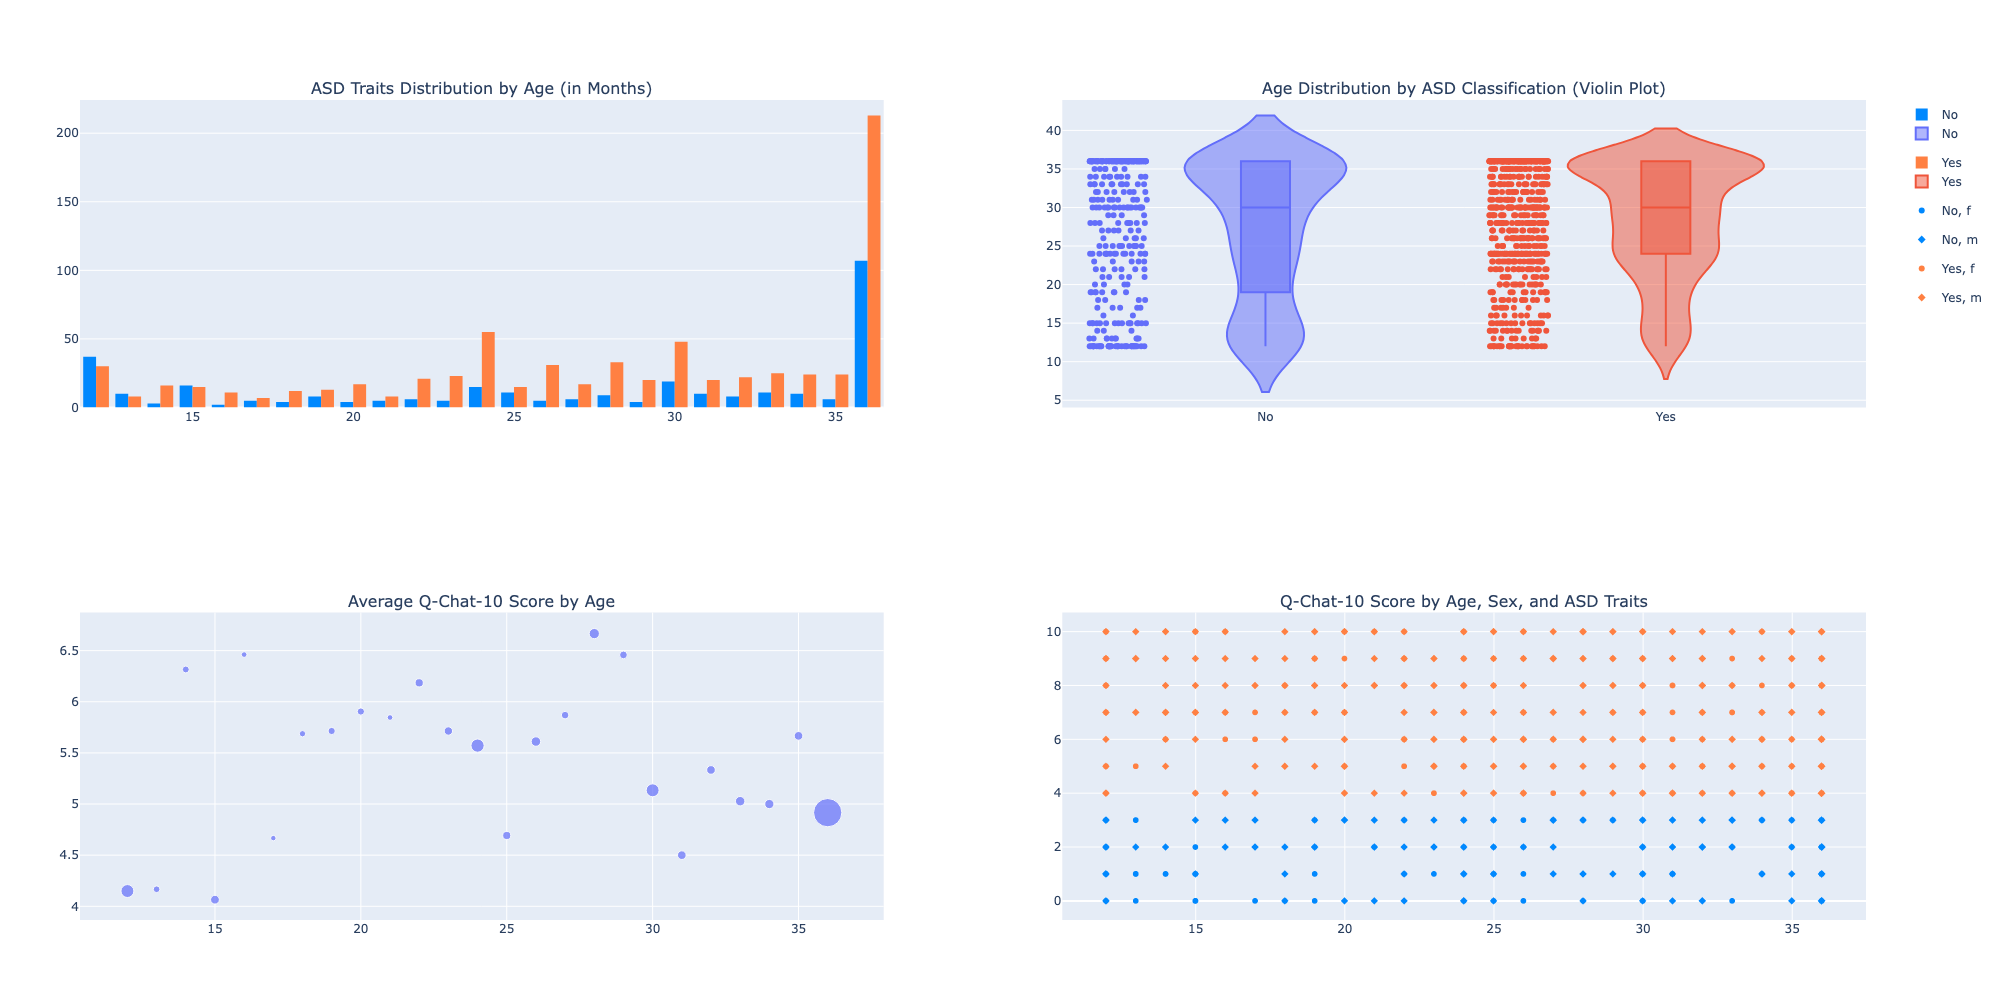 ASD Traits Distribution by Age (in Months)
200
150
100
50
0
15 20 25 30 35
Age Distribution by ASD Classification (Violin Plot)
40
35
30
25
20
15
10
5
No Yes
No
No
Yes
Yes
No, f
No, m
Yes, f
Yes, m
Average Q-Chat-10 Score by Age
6.5
6
5.5
5
4.5
4
15 20 25 30 35
Q-Chat-10 Score by Age, Sex, and ASD Traits
10
8
6
4
2
0
15 20 25 30 35